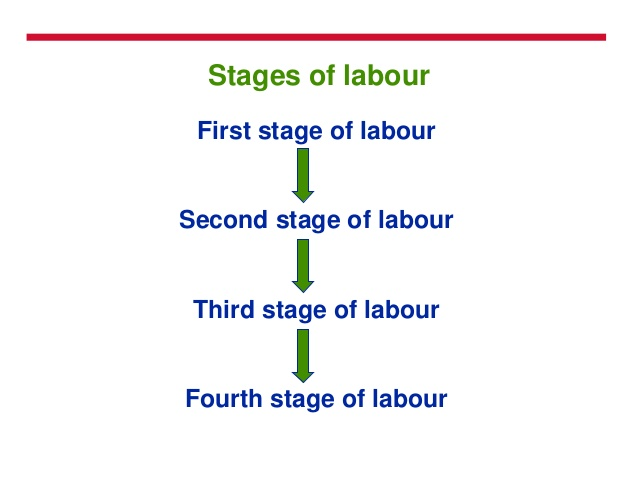 Stages of labour
First stage of labour
Second stage of labour
Third stage of labour
Fourth stage of labour